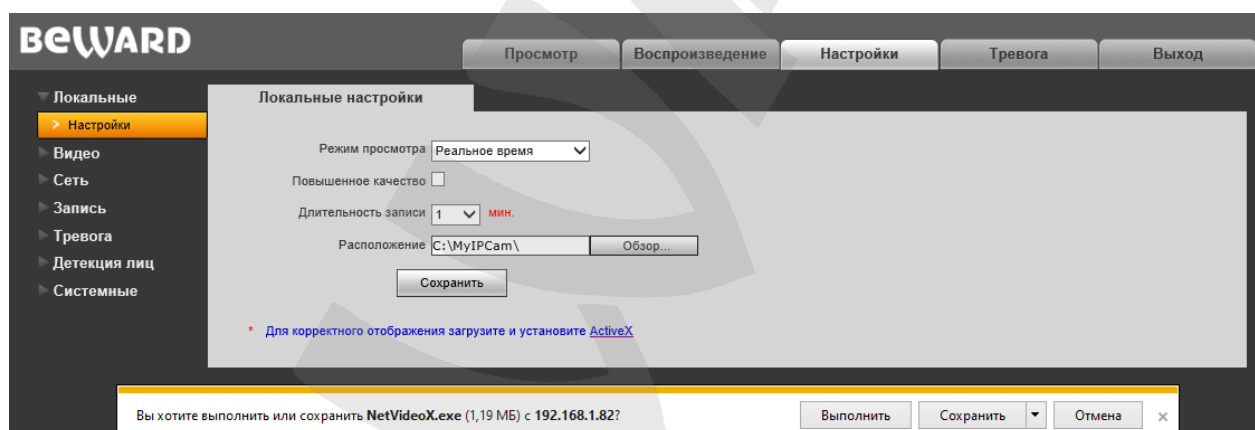 BEWARD
Просмотр Воспроизведение Настройки Тревога Выход
Локальные
> Настройки
Видео
Сеть
Запись
Тревога
Детекция лиц
Системные
Локальные настройки
Режим просмотра Реальное время
Повышенное качество
Длительность записи 1 мин.
Расположение C:\MyIPCam\ Обзор...
Сохранить
* Для корректного отображения загрузите и установите ActiveX
Вы хотите выполнить или сохранить NetVideoX.exe (1,19 МБ) с 192.168.1.82? Выполнить Сохранить Отмена ×